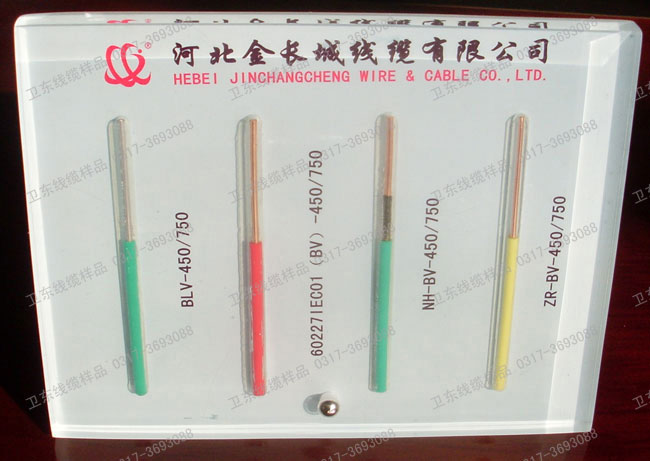 河北金长城线缆有限公司
HEBEI JINCHANGCHENG WIRE & CABLE CO.,LTD.
BLV-450/750
60227IEC01 (BV) -450/750
NH-BV-450/750
ZR-BV-450/750
卫东线缆样品 0317-3693088